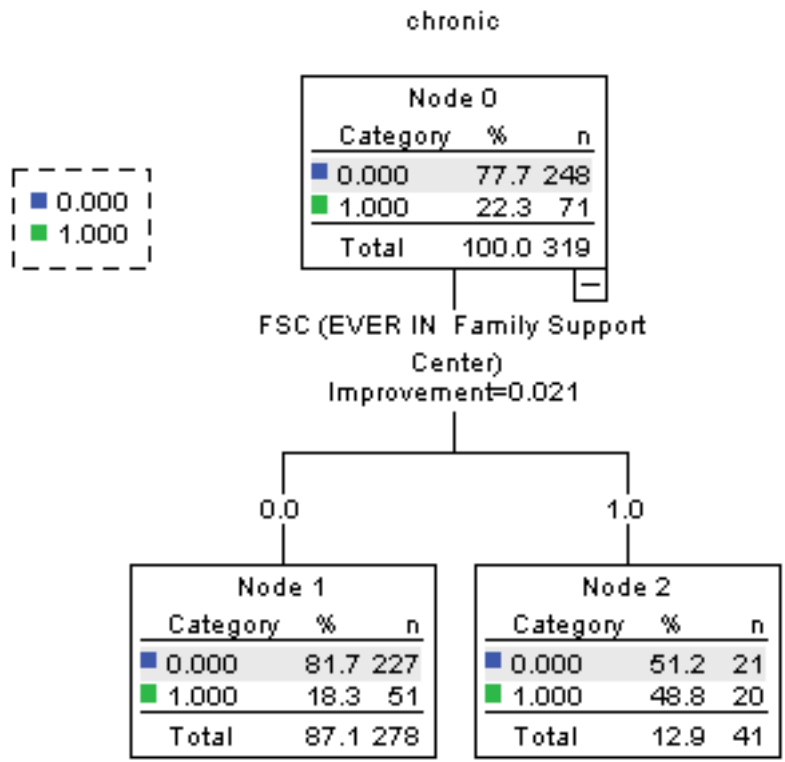 chronic
Node 0
Category % n
0.000 77.7 248
1.000 22.3 71
Total 100.0 319
0.000
1.000
FSC (EVER IN Family Support
Center)
Improvement=0.021
0.0
1.0
Node 1
Category % n
0.000 81.7 227
1.000 18.3 51
Total 87.1 278
Node 2
Category % n
0.000 51.2 21
1.000 48.8 20
Total 12.9 41